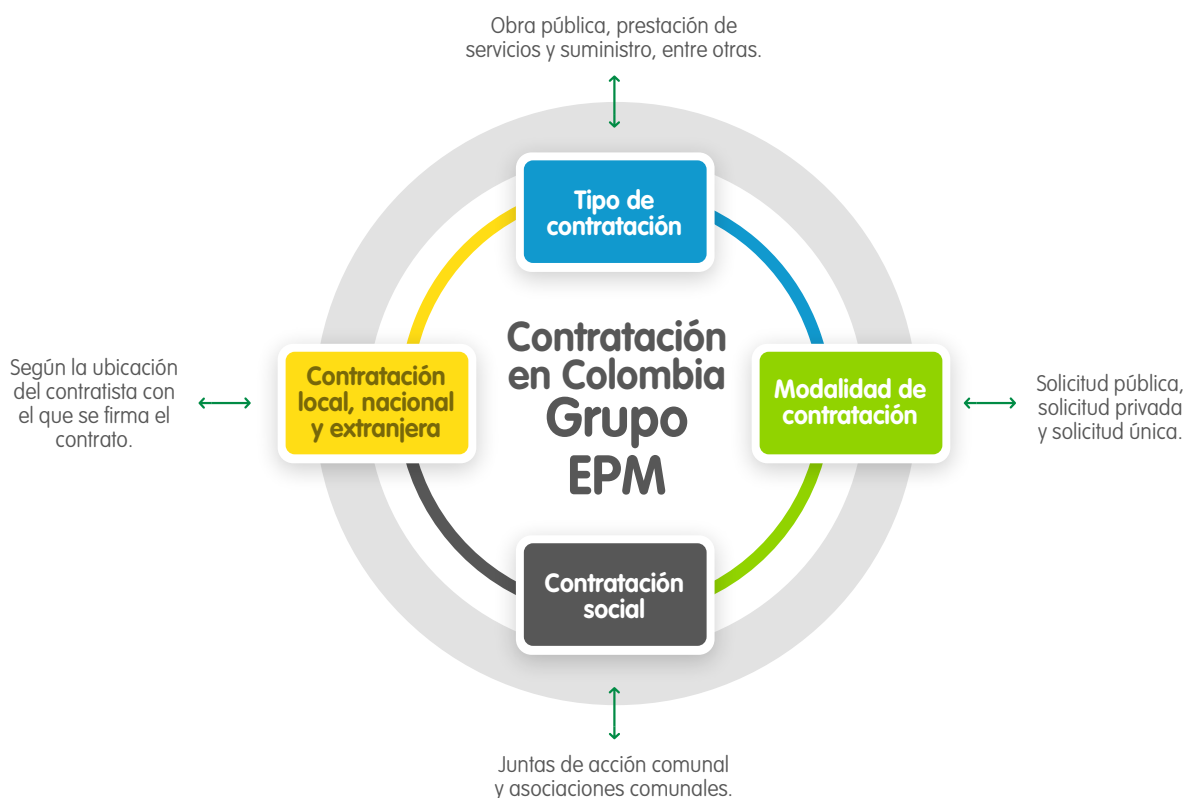 Obra pública, prestación de
servicios y suministro, entre otras.
Tipo de
contratación
Contratación
en Colombia
Grupo
EPM
Según la ubicación
del contratista con
el que se firma el
contrato.
Contratación
local, nacional
y extranjera
Modalidad de
contratación
Solicitud pública,
solicitud privada
y solicitud única.
Contratación
social
Juntas de acción comunal
y asociaciones comunales.